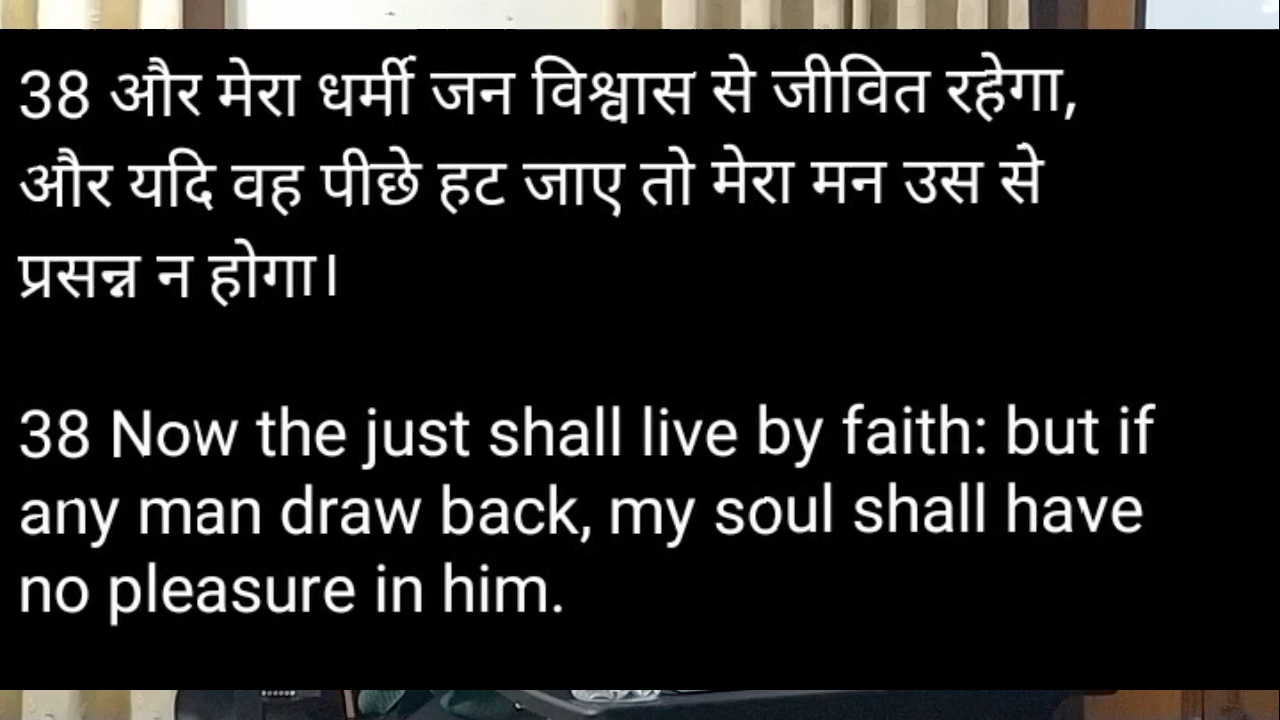 38 और मेरा धर्मी जन विश्वास से जीवित रहेगा,
और यदि वह पीछे हट जाए तो मेरा मन उस से
प्रसन्न न होगा।
38 Now the just shall live by faith: but if
any man draw back, my soul shall have
no pleasure in him.